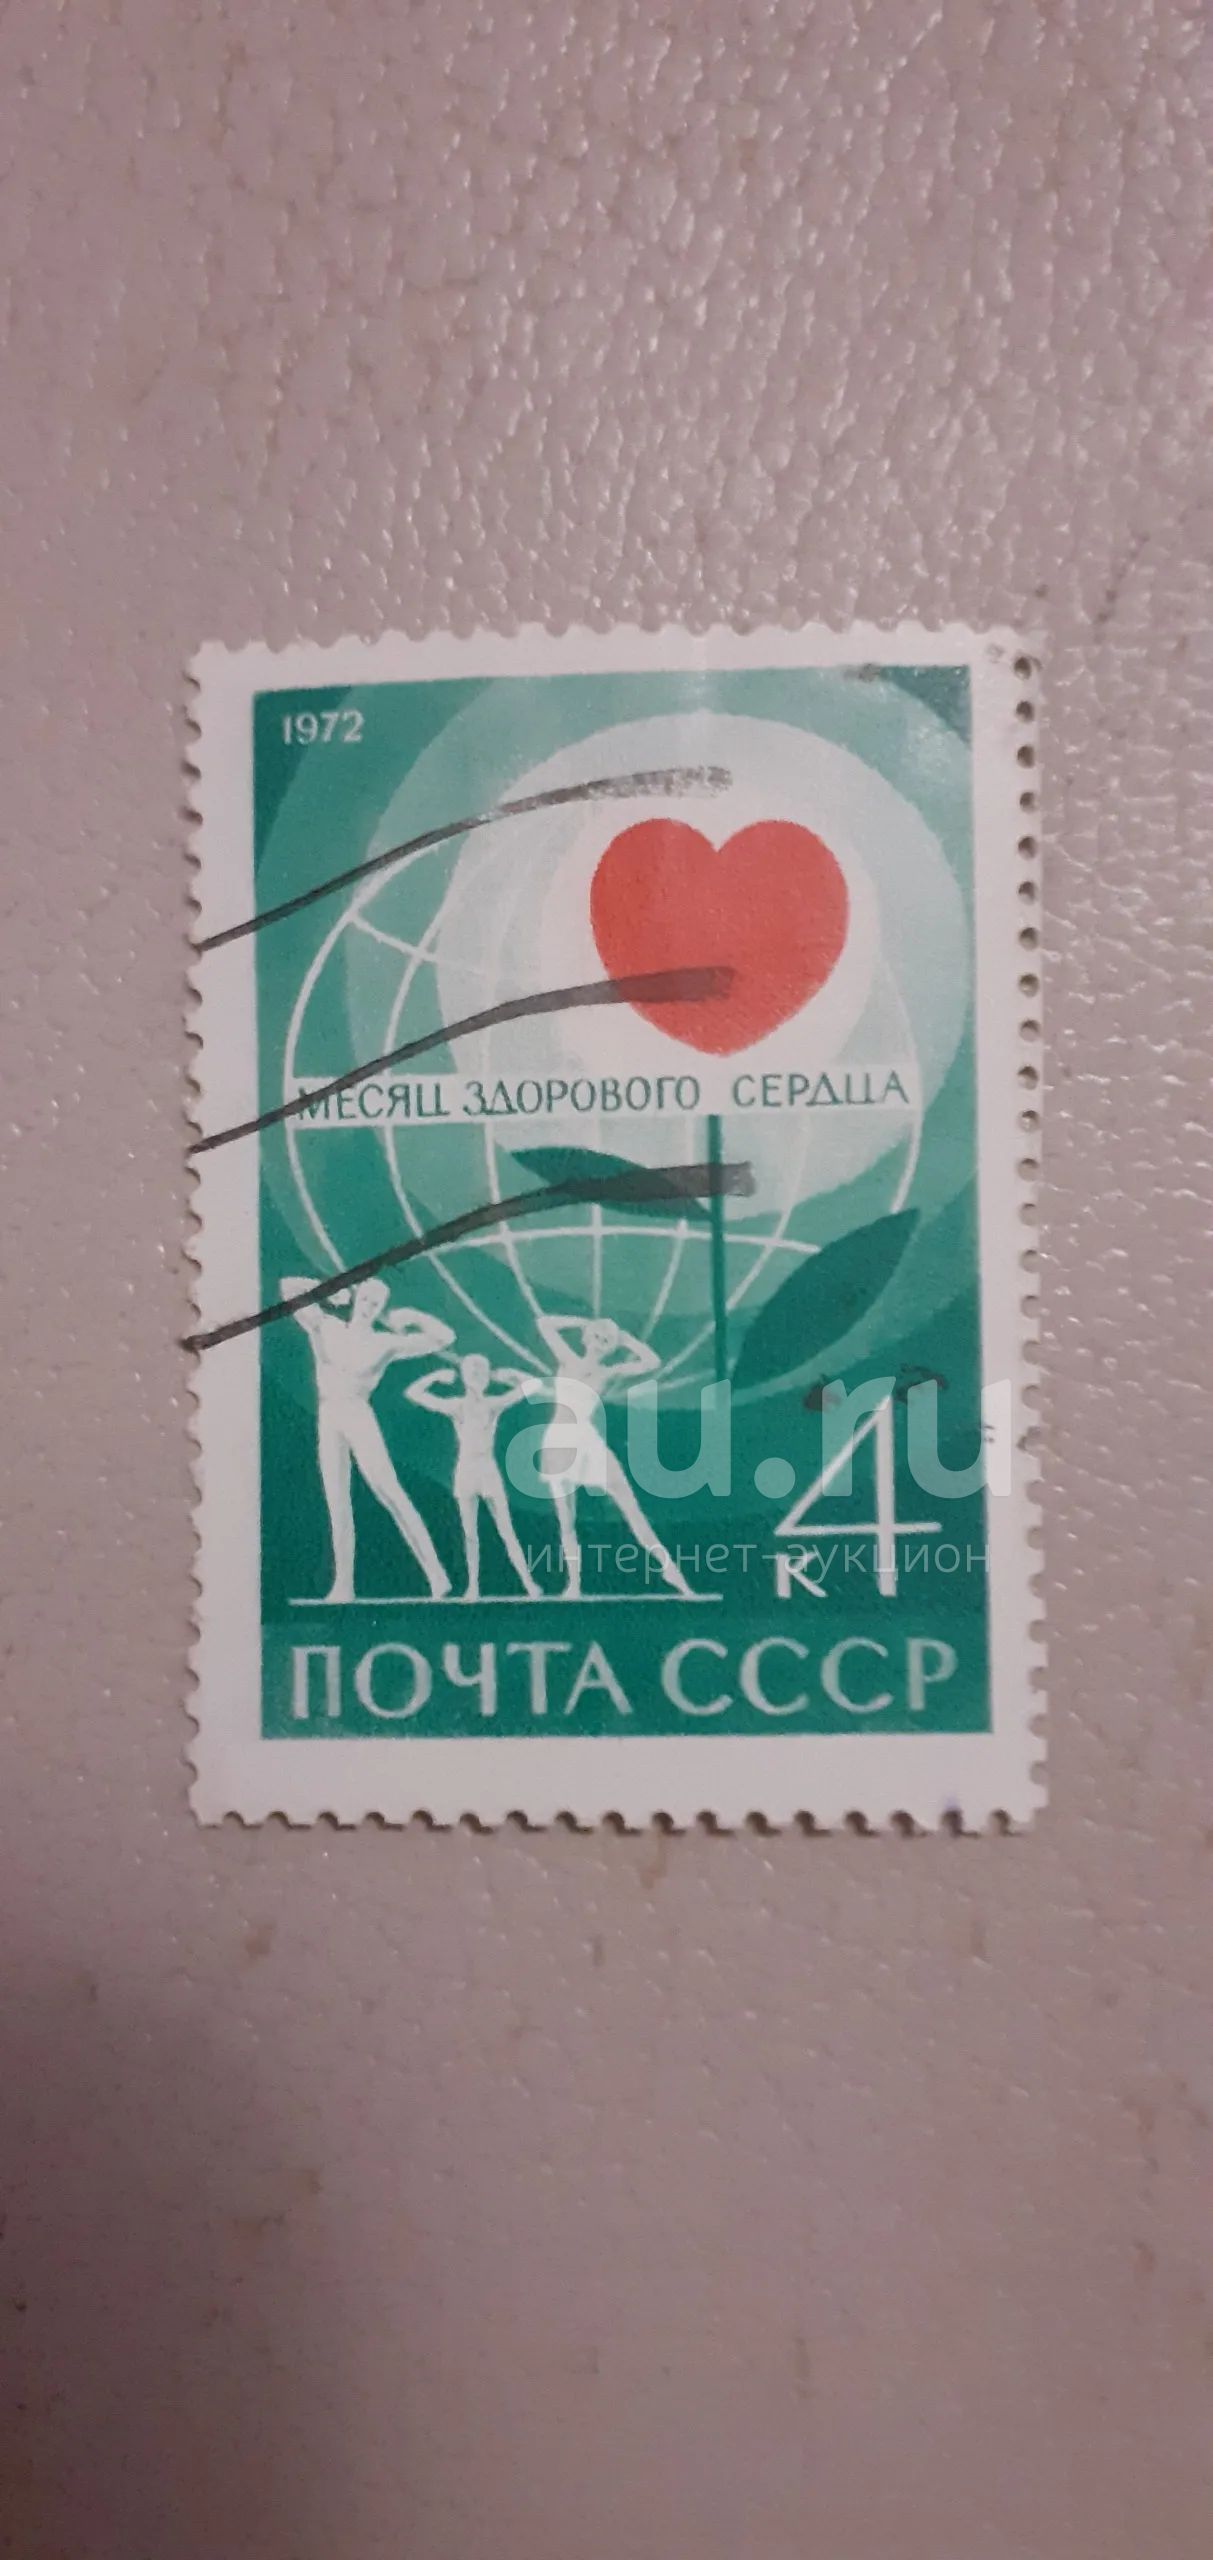 1972
МЕСЯЦ ЗДОРОВОГО СЕРДЦА
au.ru
интернет-аукцион
4
к
ПОЧТА СССР